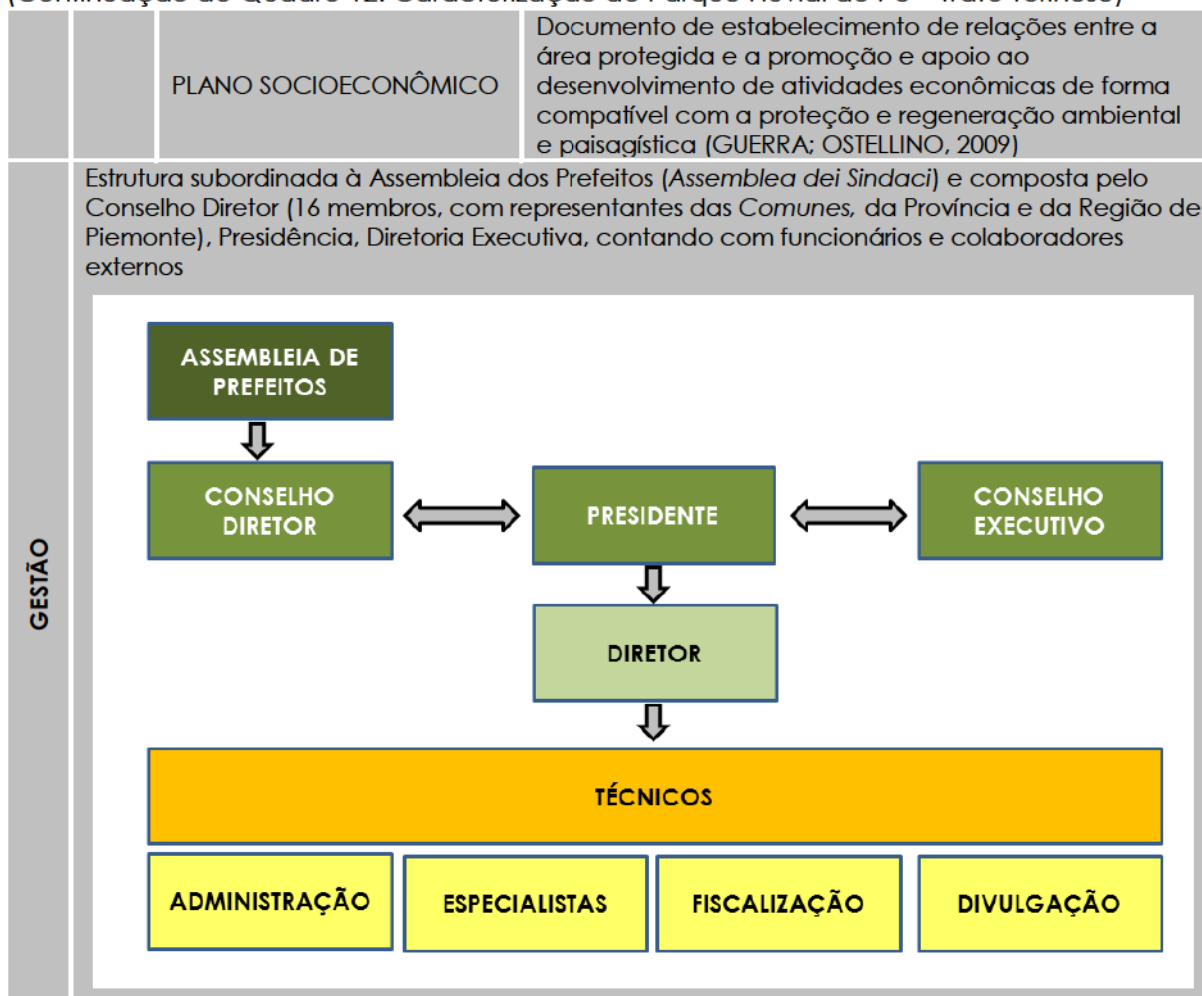 PLANO SOCIOECONÔMICO
Documento de estabelecimento de relações entre a
área protegida e a promoção e apoio ao
desenvolvimento de atividades econômicas de forma
compatível com a proteção e regeneração ambiental
e paisagística (GUERRA; OSTELLINO, 2009)
GESTÃO
Estrutura subordinada à Assembleia dos Prefeitos (Assemblea dei Sindaci) e composta pelo
Conselho Diretor (16 membros, com representantes das Comunes, da Província e da Região de
Piemonte), Presidência, Diretoria Executiva, contando com funcionários e colaboradores
externos
ASSEMBLEIA DE
PREFEITOS
CONSELHO
DIRETOR
PRESIDENTE
CONSELHO
EXECUTIVO
DIRETOR
TÉCNICOS
ADMINISTRAÇÃO
ESPECIALISTAS
FISCALIZAÇÃO
DIVULGAÇÃO